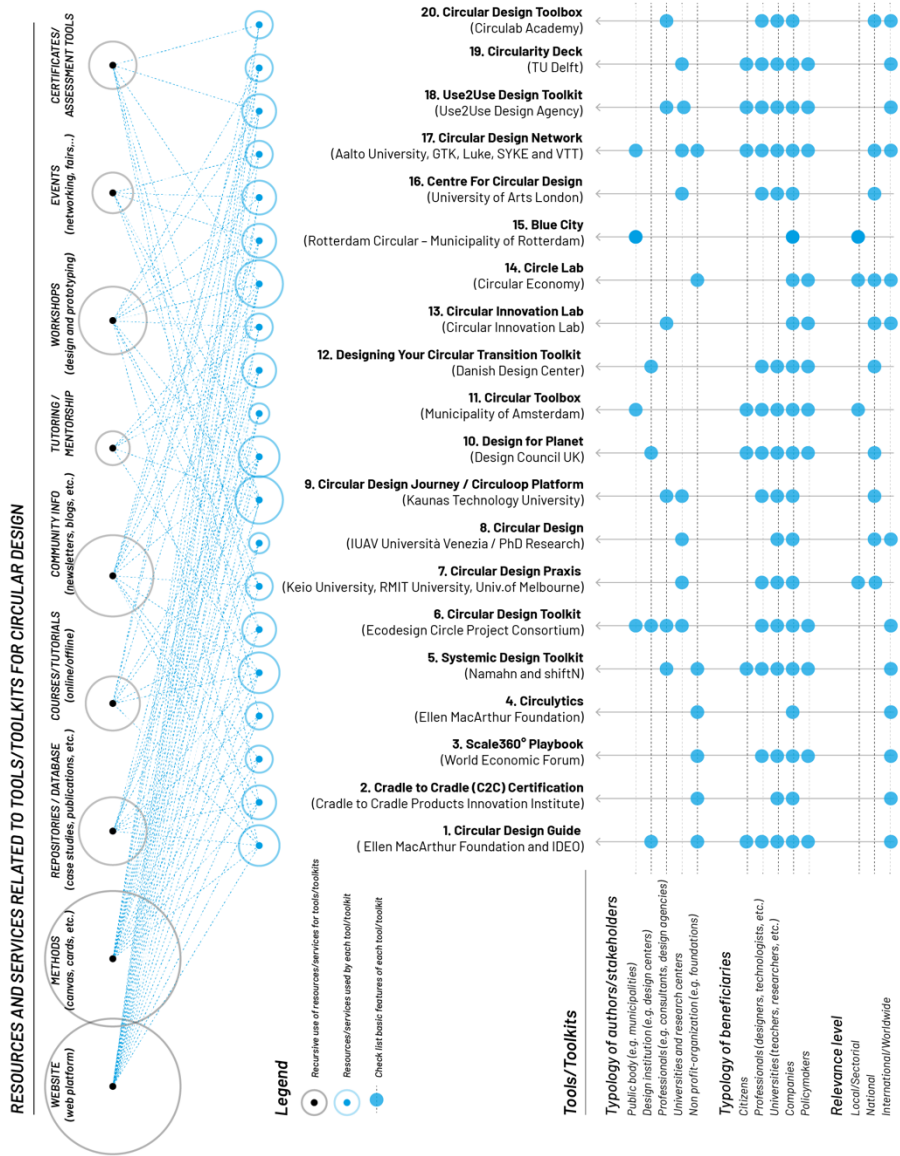 RESOURCES AND SERVICES RELATED TO TOOLS/TOOLKITS FOR CIRCULAR DESIGN
WEBSITE
(web platform)
METHODS
(canvas, cards, etc.)
REPOSITORIES / DATABASE
(case studies, publications, etc.)
COURSES/TUTORIALS
(online/offline)
COMMUNITY INFO
(newsletters, blogs, etc.)
TUTORING /
MENTORSHIP
WORKSHOPS
(design and prototyping)
EVENTS
(networking, fairs...)
CERTIFICATES/
ASSESSMENT TOOLS
Legend
Recursive use of resources/services for tools/toolkits
Resources/services used by each tool/toolkit
Check list basic features of each tool/toolkit
20. Circular Design Toolbox
(Circulab Academy)
19. Circularity Deck
(TU Delft)
18. Use2Use Design Toolkit
(Use2Use Design Agency)
17. Circular Design Network
(Aalto University, GTK, Luke, SYKE and VTT)
16. Centre For Circular Design
(University of Arts London)
15. Blue City
(Rotterdam Circular – Municipality of Rotterdam)
14. Circle Lab
(Circular Economy)
13. Circular Innovation Lab
(Circular Innovation Lab)
12. Designing Your Circular Transition Toolkit
(Danish Design Center)
11. Circular Toolbox
(Municipality of Amsterdam)
10. Design for Planet
(Design Council UK)
9. Circular Design Journey / Circuloop Platform
(Kaunas Technology University)
8. Circular Design
(IUAV Università Venezia / PhD Research)
7. Circular Design Praxis
(Keio University, RMIT University, Univ.of Melbourne)
6. Circular Design Toolkit
(Ecodesign Circle Project Consortium)
5. Systemic Design Toolkit
(Namahn and shiftN)
4. Circulytics
(Ellen MacArthur Foundation)
3. Scale360° Playbook
(World Economic Forum)
2. Cradle to Cradle (C2C) Certification
(Cradle to Cradle Products Innovation Institute)
1. Circular Design Guide
( Ellen MacArthur Foundation and IDEO)
Tools/Toolkits
Typology of authors/stakeholders
Public body (e.g. municipalities)
Design institution (e.g. design centers)
Professionals (e.g. consultants, design agencies)
Universities and research centers
Non profit-organization (e.g. foundations)
Typology of beneficiaries
Citizens
Professionals (designers, technologists, etc.)
Universities (teachers, researchers, etc.)
Companies
Policymakers
Relevance level
Local/Sectorial
National
International/Worldwide